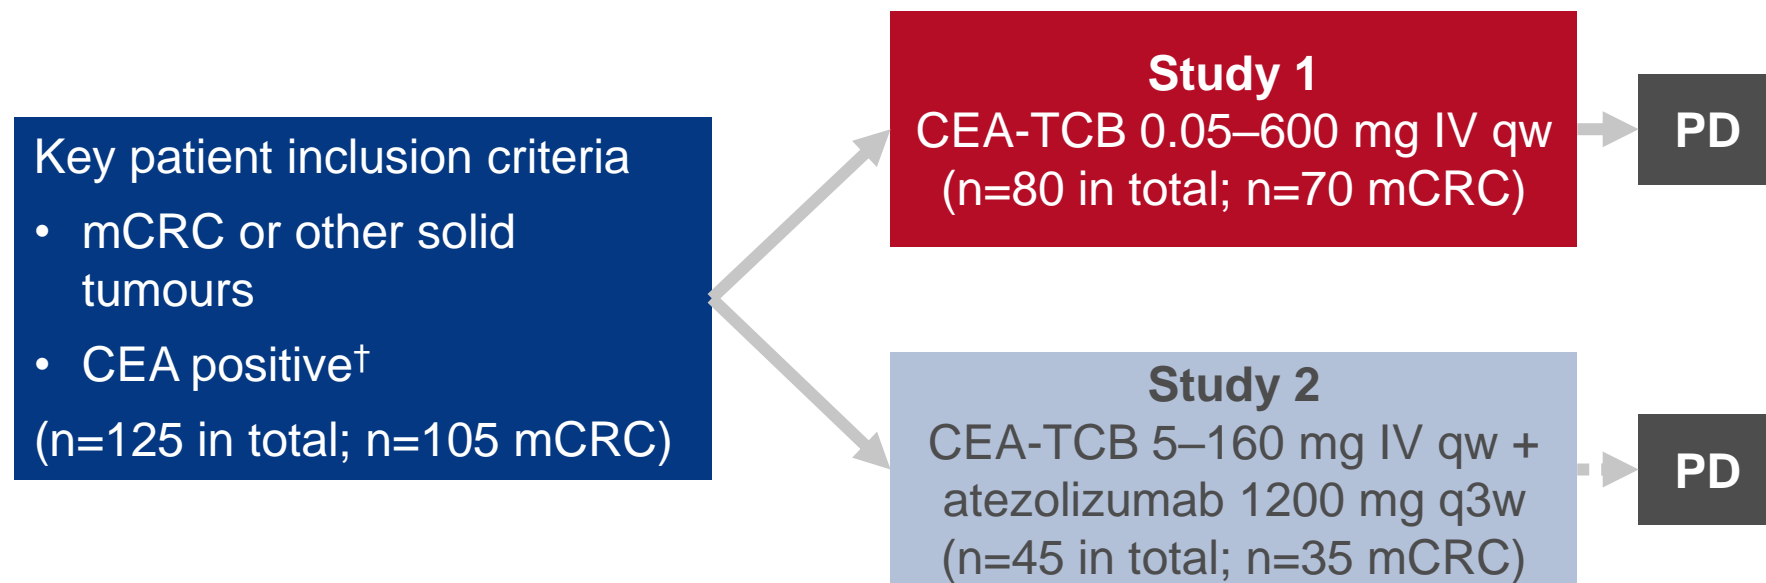 Key patient inclusion criteria
• mCRC or other solid
tumours
• CEA positive†
(n=125 in total; n=105 mCRC)
Study 1
CEA-TCB 0.05–600 mg IV qw
(n=80 in total; n=70 mCRC)
PD
Study 2
CEA-TCB 5–160 mg IV qw +
atezolizumab 1200 mg q3w
(n=45 in total; n=35 mCRC)
PD